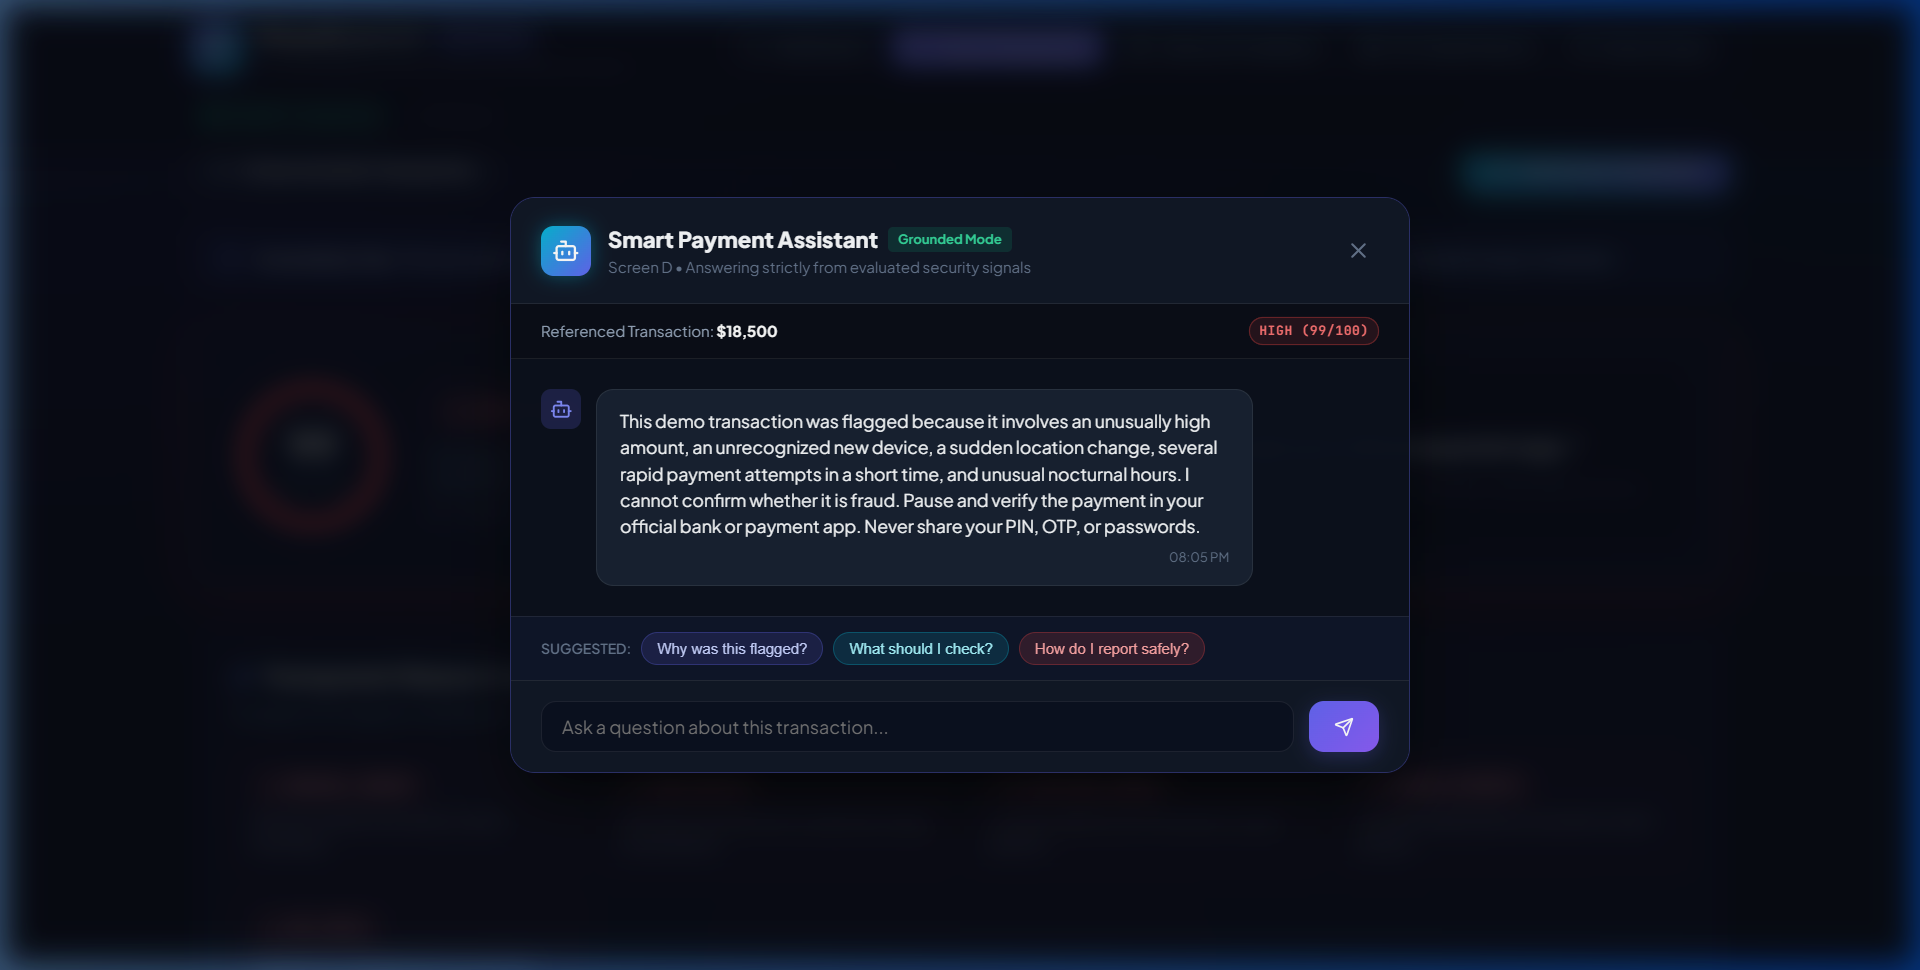 Smart Payment Assistant
Grounded Mode
Screen D • Answering strictly from evaluated security signals
Referenced Transaction: $18,500
HIGH (99/100)
This demo transaction was flagged because it involves an unusually high
amount, an unrecognized new device, a sudden location change, several
rapid payment attempts in a short time, and unusual nocturnal hours. I
cannot confirm whether it is fraud. Pause and verify the payment in your
official bank or payment app. Never share your PIN, OTP, or passwords.
08:05 PM
SUGGESTED:
Why was this flagged?
What should I check?
How do I report safely?
Ask a question about this transaction...